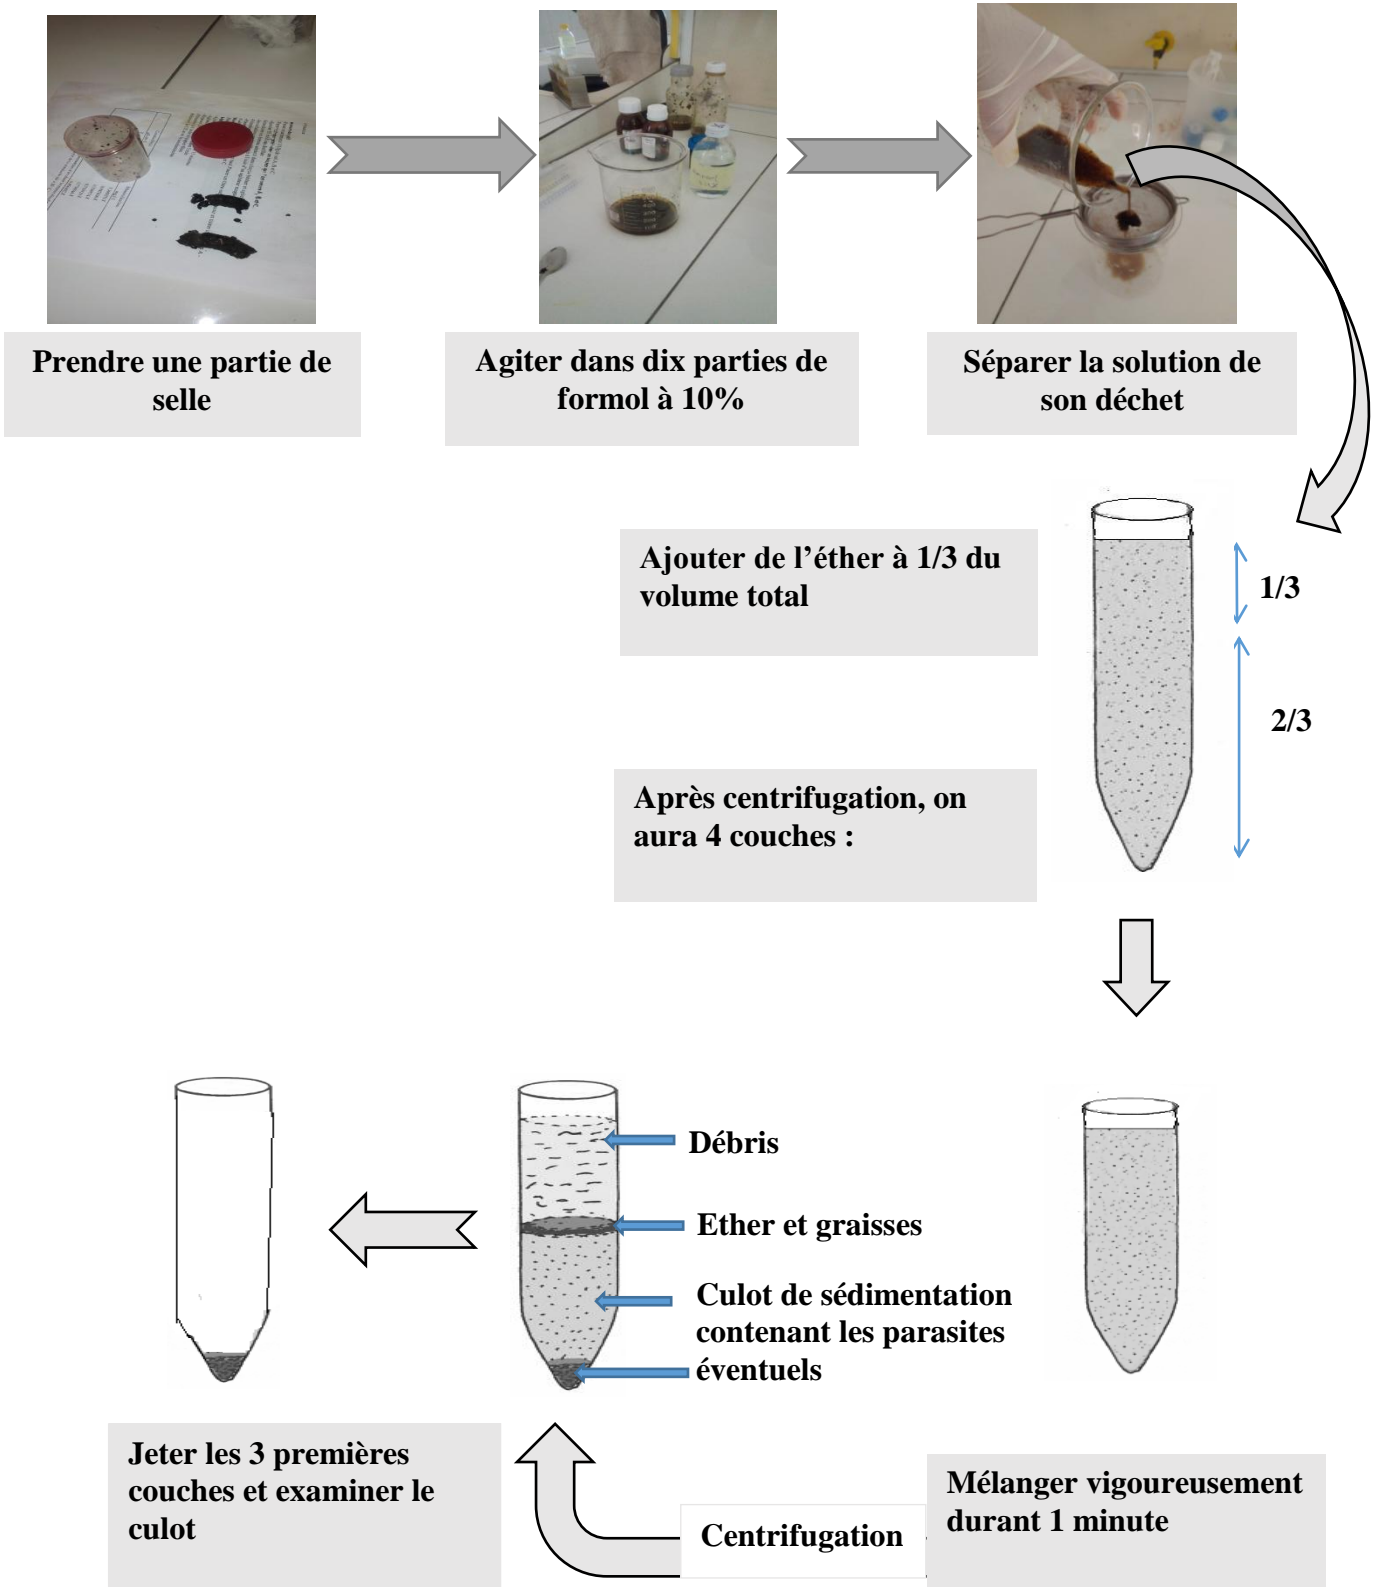 Prendre une partie de
selle
Agiter dans dix parties de
formol à 10%
Séparer la solution de
son déchet
Ajouter de l’éther à 1/3 du
volume total
1/3
2/3
Après centrifugation, on
aura 4 couches :
Débris
Ether et graisses
Culot de sédimentation
contenant les parasites
éventuels
Jeter les 3 premières
couches et examiner le
culot
Centrifugation
Mélanger vigoureusement
durant 1 minute